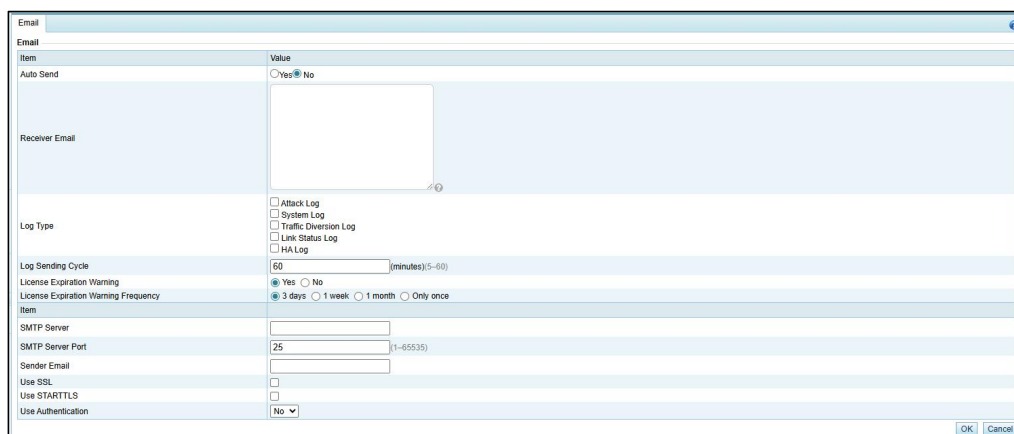 Email
Email
Item Value
Auto Send Yes No
Receiver Email
Log Type
Attack Log
System Log
Traffic Diversion Log
Link Status Log
HA Log
Log Sending Cycle 60 (minutes)(5–60)
License Expiration Warning Yes No
License Expiration Warning Frequency 3 days 1 week 1 month Only once
Item
SMTP Server
SMTP Server Port 25 (1–65535)
Sender Email
Use SSL
Use STARTTLS
Use Authentication No
OK Cancel